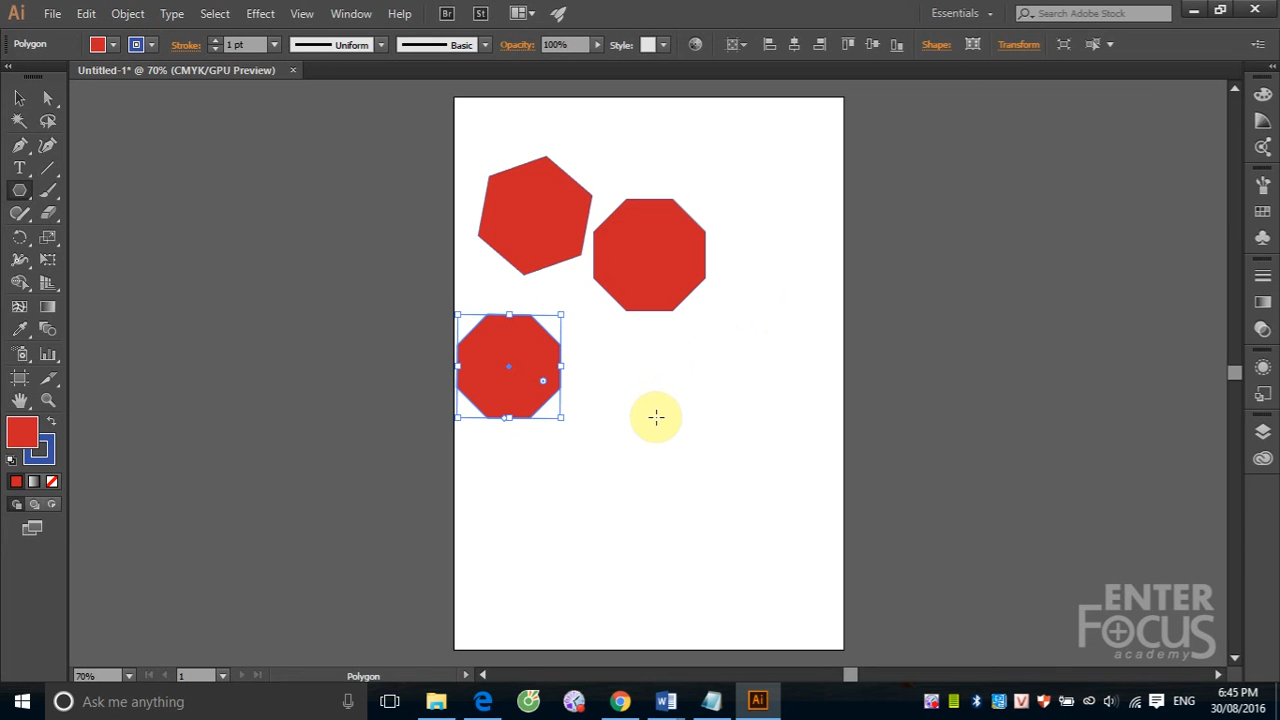 Ai File Edit Object Type Select Effect View Window Help Br St Essentials Search Adobe Stock
Polygon Stroke: 1 pt Uniform Basic Opacity: 100% Style: Shape: Transform
Untitled-1* @ 70% (CMYK/GPU Preview) ×
T
ENTER
FOCUS
academy
70% 1 Polygon
Ask me anything W Ai V ENG 6:45 PM
30/08/2016